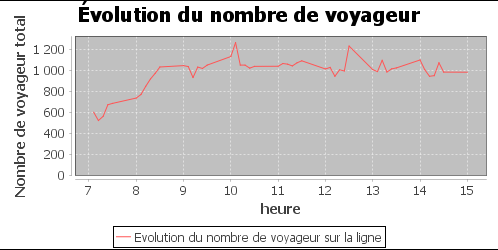 Évolution du nombre de voyageur
Nombre de voyageur total
1 200
1 000
800
600
400
200
0
7 8 9 10 11 12 13 14 15
heure
Evolution du nombre de voyageur sur la ligne